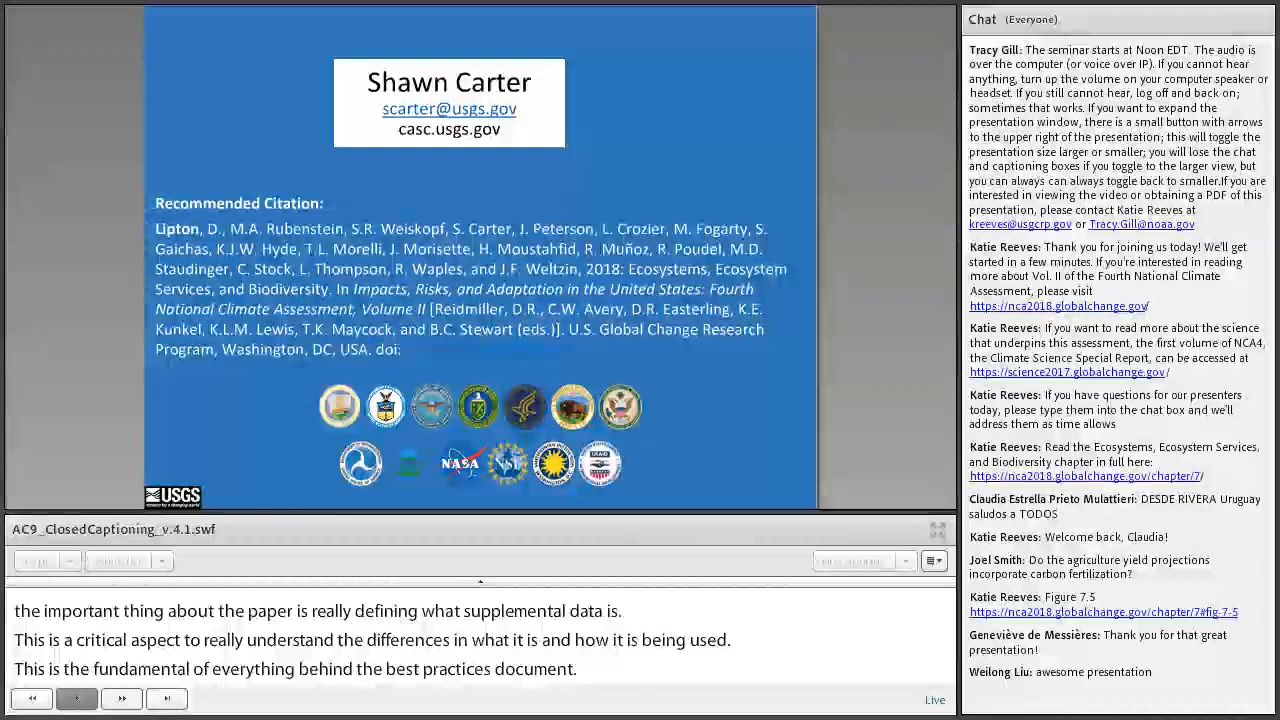 Shawn Carter
scarter@usgs.gov
casc.usgs.gov
Recommended Citation:
Lipton, D., M.A. Rubenstein, S.R. Weiskopf, S. Carter, J. Peterson, L. Crozier, M. Fogarty, S.
Gaichas, K.J.W. Hyde, T.L. Morelli, J. Morisette, H. Moustahfid, R. Muñoz, R. Poudel, M.D.
Staudinger, C. Stock, L. Thompson, R. Waples, and J.F. Weltzin, 2018: Ecosystems, Ecosystem
Services, and Biodiversity. In Impacts, Risks, and Adaptation in the United States: Fourth
National Climate Assessment, Volume II [Reidmiller, D.R., C.W. Avery, D.R. Easterling, K.E.
Kunkel, K.L.M. Lewis, T.K. Maycock, and B.C. Stewart (eds.)]. U.S. Global Change Research
Program, Washington, DC, USA. doi:
NASA
NSF
USAID
USGS
AC9_ClosedCaptioning_v.4.1.swf
the important thing about the paper is really defining what supplemental data is.
This is a critical aspect to really understand the differences in what it is and how it is being used.
This is the fundamental of everything behind the best practices document.
Live
Chat (Everyone)
Tracy Gill: The seminar starts at Noon EDT. The audio is
over the computer (or voice over IP). If you cannot hear
anything, turn up the volume on your computer speaker or
headset. If you still cannot hear, log off and back on;
sometimes that works. If you want to expand the
presentation window, there is a small button with arrows
to the upper right of the presentation; this will toggle the
presentation size larger or smaller; you will lose the chat
and captioning boxes if you toggle to the larger view, but
you can always can always toggle back to smaller.If you are
interested in viewing the video or obtaining a PDF of this
presentation, please contact Katie Reeves at
kreeves@usgcrp.gov or Tracy.Gill@noaa.gov
Katie Reeves: Thank you for joining us today! We'll get
started in a few minutes. If you're interested in reading
more about Vol. II of the Fourth National Climate
Assessment, please visit
https://nca2018.globalchange.gov/
Katie Reeves: If you want to read more about the science
that underpins this assessment, the first volume of NCA4,
the Climate Science Special Report, can be accessed at
https://science2017.globalchange.gov/
Katie Reeves: If you have questions for our presenters
today, please type them into the chat box and we'll
address them as time allows
Katie Reeves: Read the Ecosystems, Ecosystem Services,
and Biodiversity chapter in full here:
https://nca2018.globalchange.gov/chapter/7/
Claudia Estrella Prieto Mulattieri: DESDE RIVERA Uruguay
saludos a TODOS
Katie Reeves: Welcome back, Claudia!
Joel Smith: Do the agriculture yield projections
incorporate carbon fertilization?
Katie Reeves: Figure 7.5
https://nca2018.globalchange.gov/chapter/7#fig-7-5
Geneviève de Messières: Thank you for that great
presentation!
Weilong Liu: awesome presentation